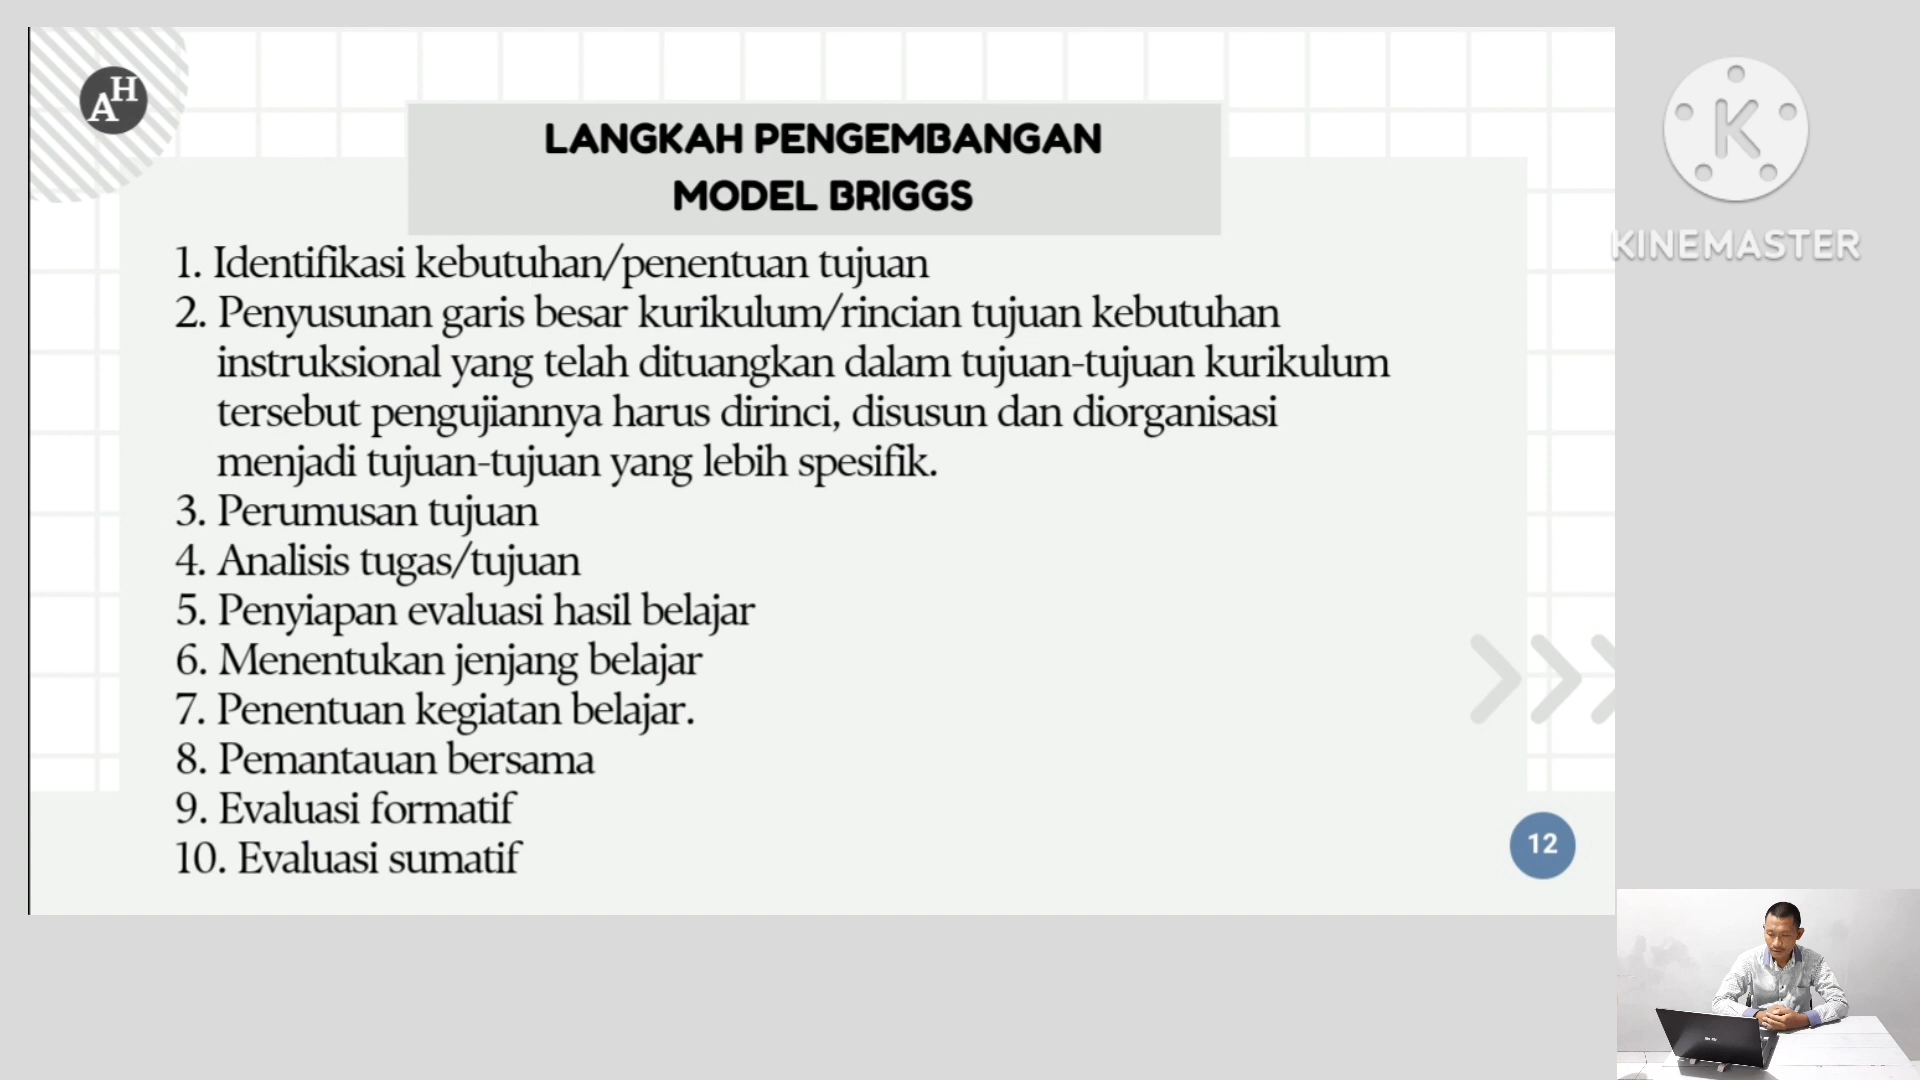 AH
LANGKAH PENGEMBANGAN
MODEL BRIGGS
1. Identifikasi kebutuhan/penentuan tujuan
2. Penyusunan garis besar kurikulum/rincian tujuan kebutuhan
instruksional yang telah dituangkan dalam tujuan-tujuan kurikulum
tersebut pengujiannya harus dirinci, disusun dan diorganisasi
menjadi tujuan-tujuan yang lebih spesifik.
3. Perumusan tujuan
4. Analisis tugas/tujuan
5. Penyiapan evaluasi hasil belajar
6. Menentukan jenjang belajar
7. Penentuan kegiatan belajar.
8. Pemantauan bersama
9. Evaluasi formatif
10. Evaluasi sumatif
12
K
KINEMASTER